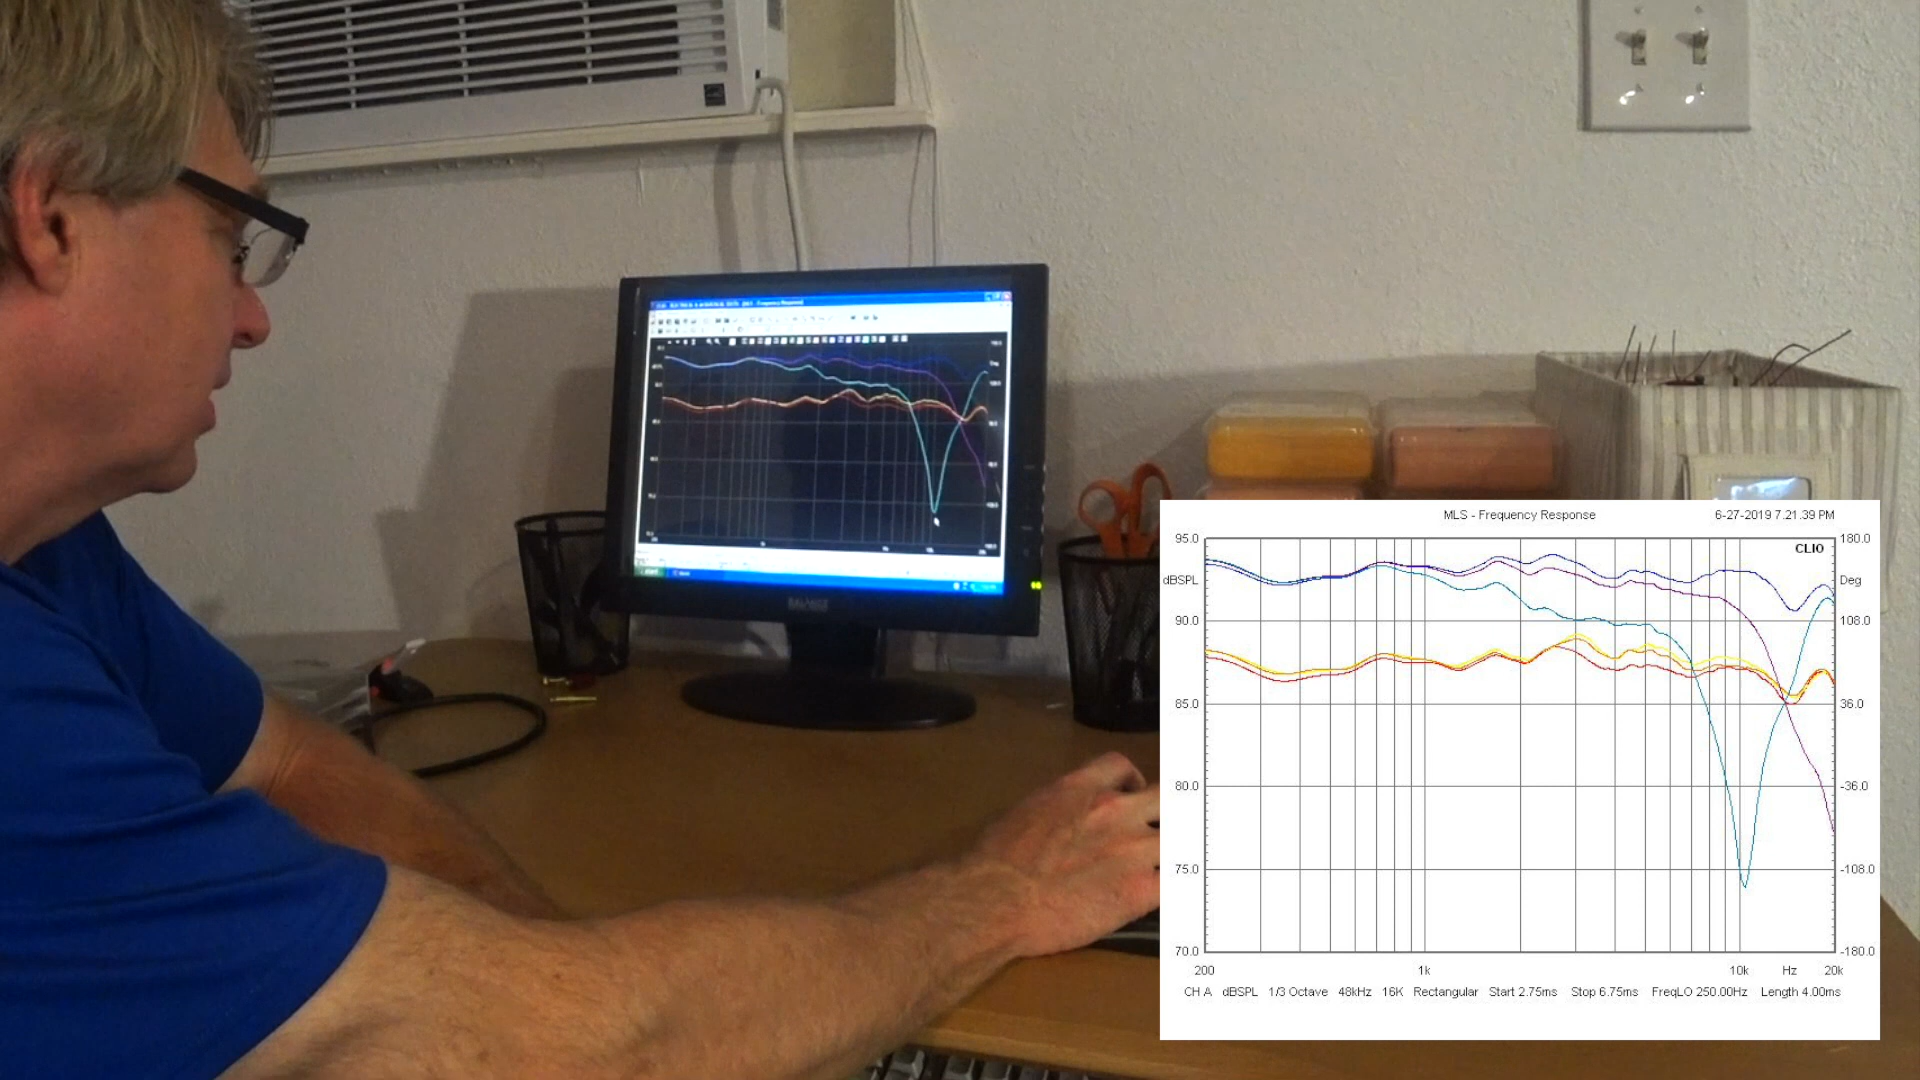 MLS - Frequency Response
6-27-2019 7.21.39 PM
95.0
180.0
CLIO
dBSPL
Deg
90.0
108.0
85.0
36.0
80.0
-36.0
75.0
-108.0
70.0
-180.0
200
1k
10k
Hz
20k
CH A dBSPL 1/3 Octave 48kHz 16K Rectangular Start 2.75ms Stop 6.75ms FreqLO 250.00Hz Length 4.00ms